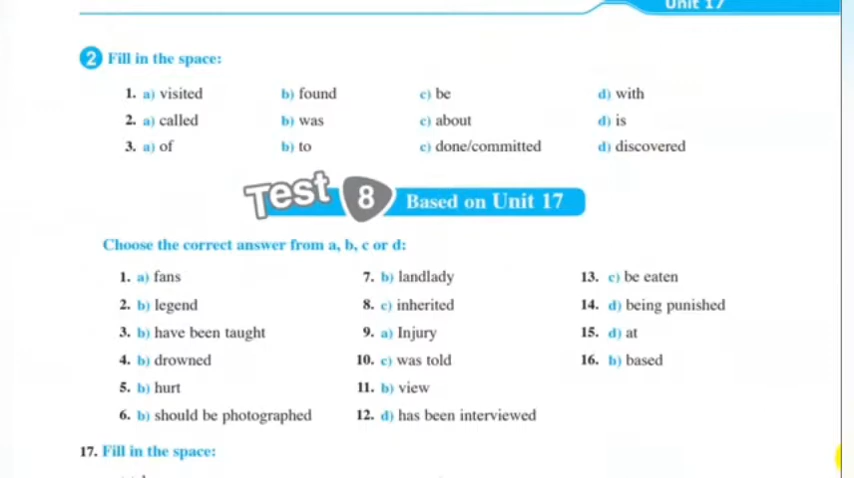 Unit 17
2 Fill in the space:
1. a) visited b) found c) be d) with
2. a) called b) was c) about d) is
3. a) of b) to c) done/committed d) discovered
Test 8 Based on Unit 17
Choose the correct answer from a, b, c or d:
1. a) fans 7. b) landlady 13. c) be eaten
2. b) legend 8. c) inherited 14. d) being punished
3. b) have been taught 9. a) Injury 15. d) at
4. b) drowned 10. c) was told 16. b) based
5. b) hurt 11. b) view
6. b) should be photographed 12. d) has been interviewed
17. Fill in the space: